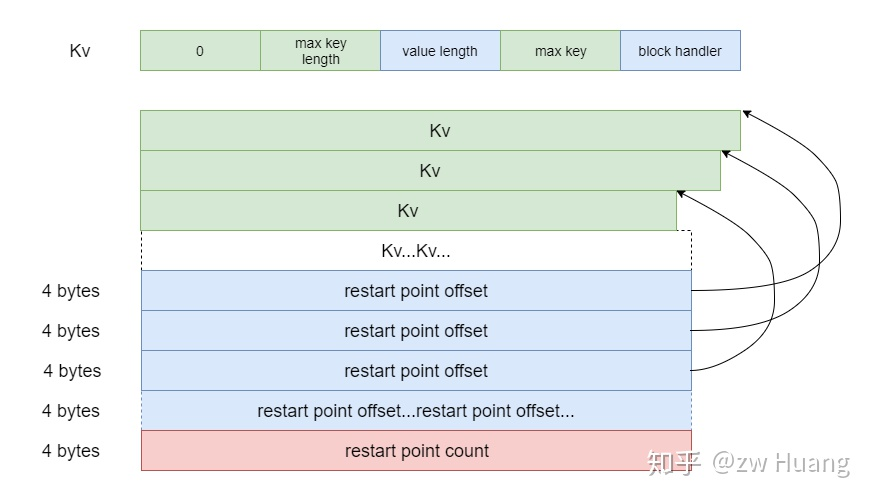 Kv
0
max key
length
value length
max key
block handler
Kv
Kv
Kv
Kv...Kv...
4 bytes
restart point offset
4 bytes
restart point offset
4 bytes
restart point offset
4 bytes
restart point offset...restart point offset...
4 bytes
restart point count
知乎 @zw Huang